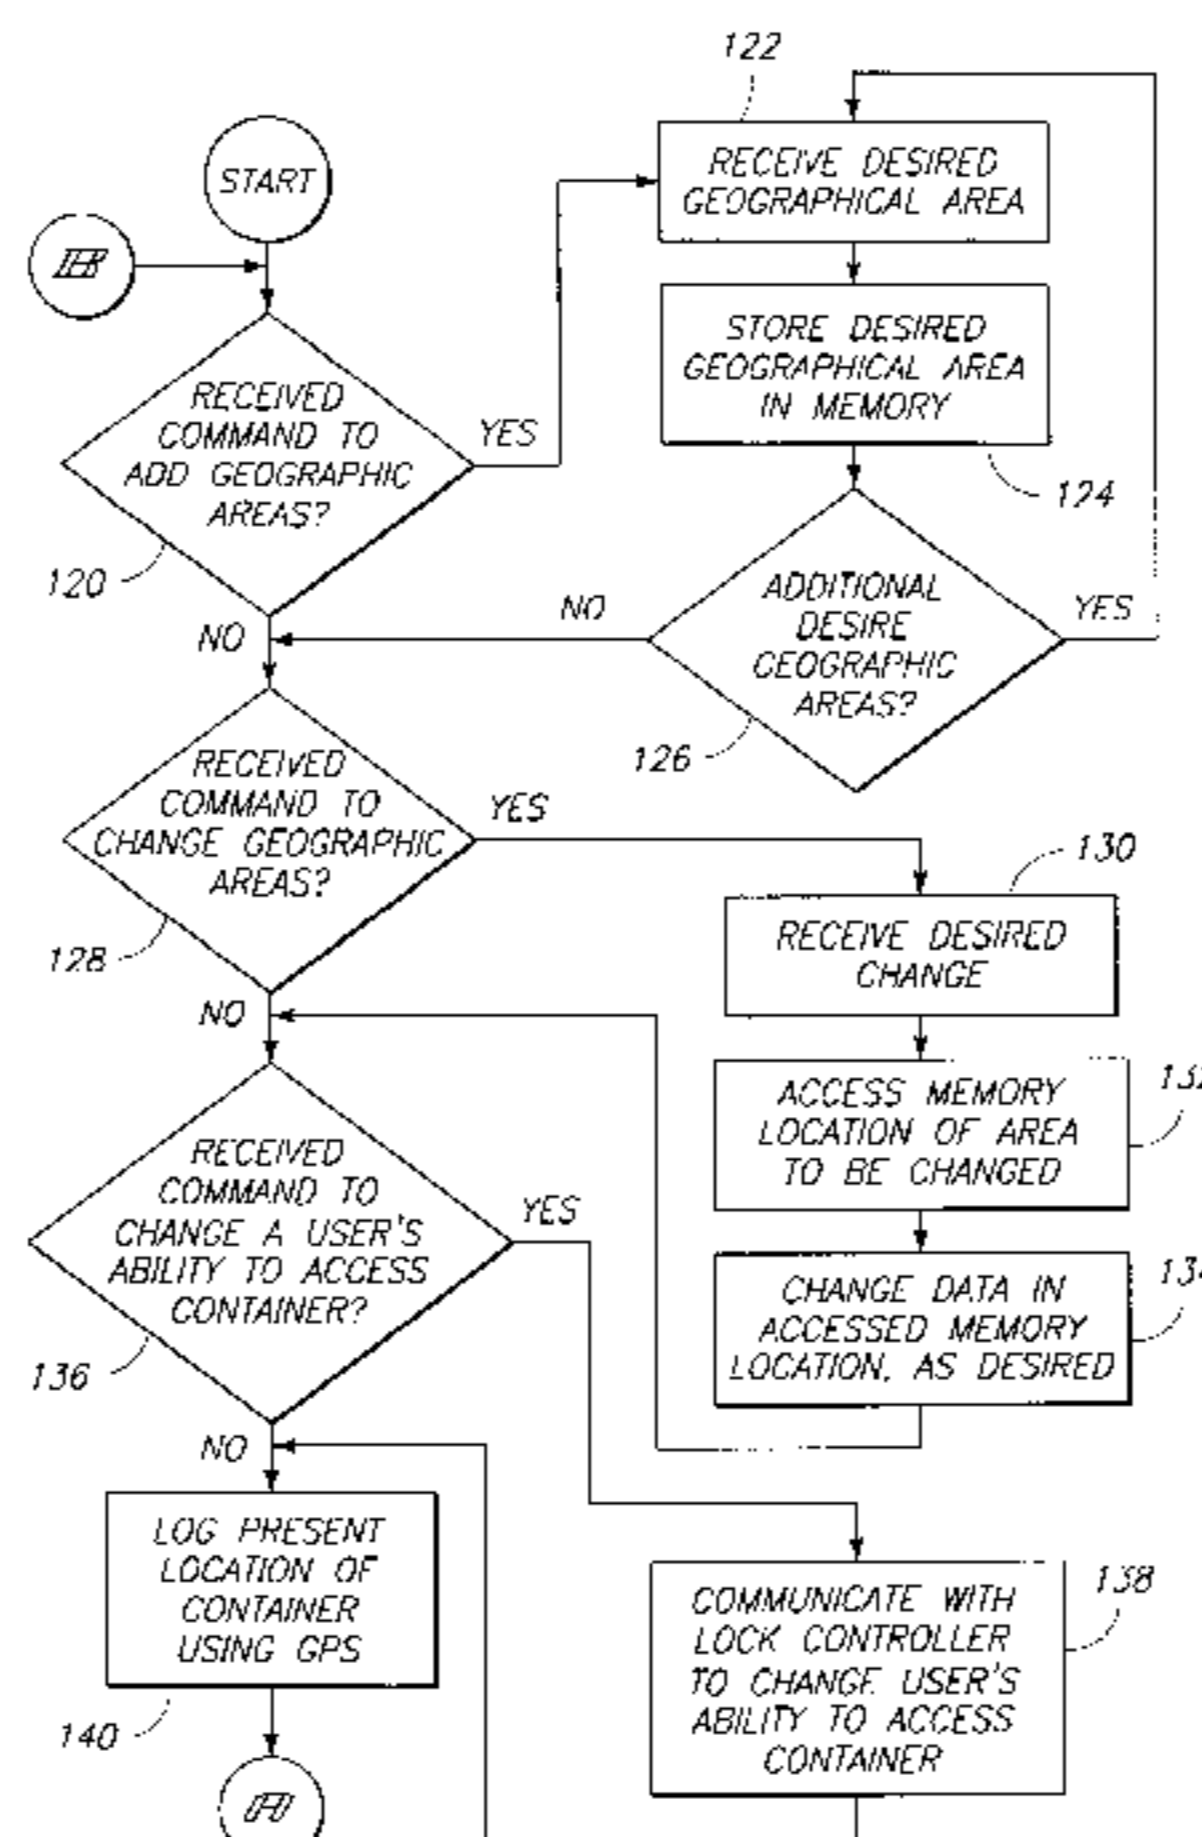 122
START
RECEIVE DESIRED
GEOGRAPHICAL AREA
STORE DESIRED
GEOGRAPHICAL AREA
IN MEMORY
124
RECEIVED
COMMAND TO
ADD GEOGRAPHIC
AREAS?
YES
120
NO
ADDITIONAL
DESIRE
GEOGRAPHIC
AREAS?
NO
YES
126
RECEIVED
COMMAND TO
CHANGE GEOGRAPHIC
AREAS?
YES
128
NO
130
RECEIVE DESIRED
CHANGE
ACCESS MEMORY
LOCATION OF AREA
TO BE CHANGED
CHANGE DATA IN
ACCESSED MEMORY
LOCATION, AS DESIRED
RECEIVED
COMMAND TO
CHANGE A USER'S
ABILITY TO ACCESS
CONTAINER?
YES
136
NO
LOG PRESENT
LOCATION OF
CONTAINER
USING GPS
140
138
COMMUNICATE WITH
LOCK CONTROLLER
TO CHANGE USER'S
ABILITY TO ACCESS
CONTAINER